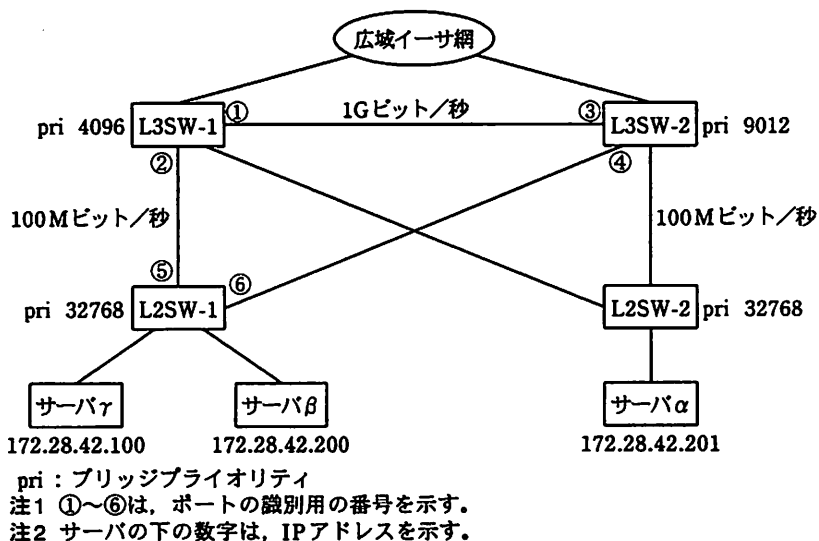 広域イーサ網
pri 4096 L3SW-1 ① 1Gビット／秒 ③ L3SW-2 pri 9012
② ④
100Mビット／秒 100Mビット／秒
⑤ ⑥
pri 32768 L2SW-1 L2SW-2 pri 32768
サーバγ サーバβ サーバα
172.28.42.100 172.28.42.200 172.28.42.201
pri：ブリッジプライオリティ
注1 ①～⑥は，ポートの識別用の番号を示す。
注2 サーバの下の数字は，IPアドレスを示す。